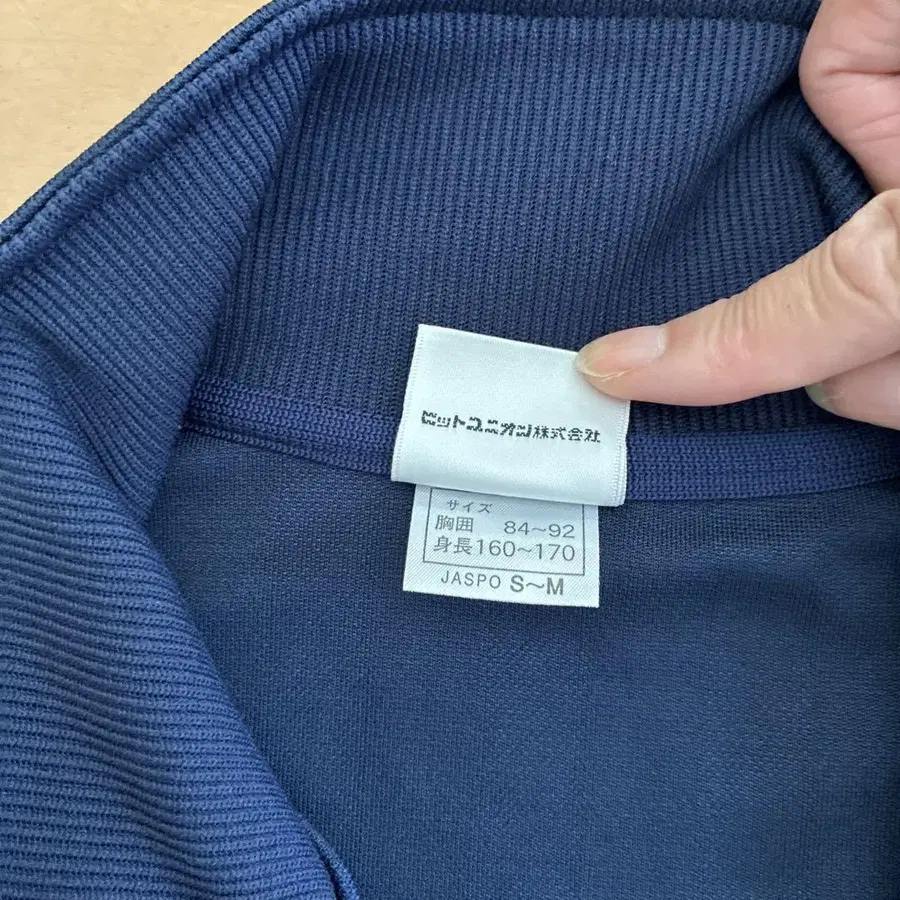 ビットユニオン株式会社
サイズ
胸囲 84~92
身長160~170
JASPO S~M